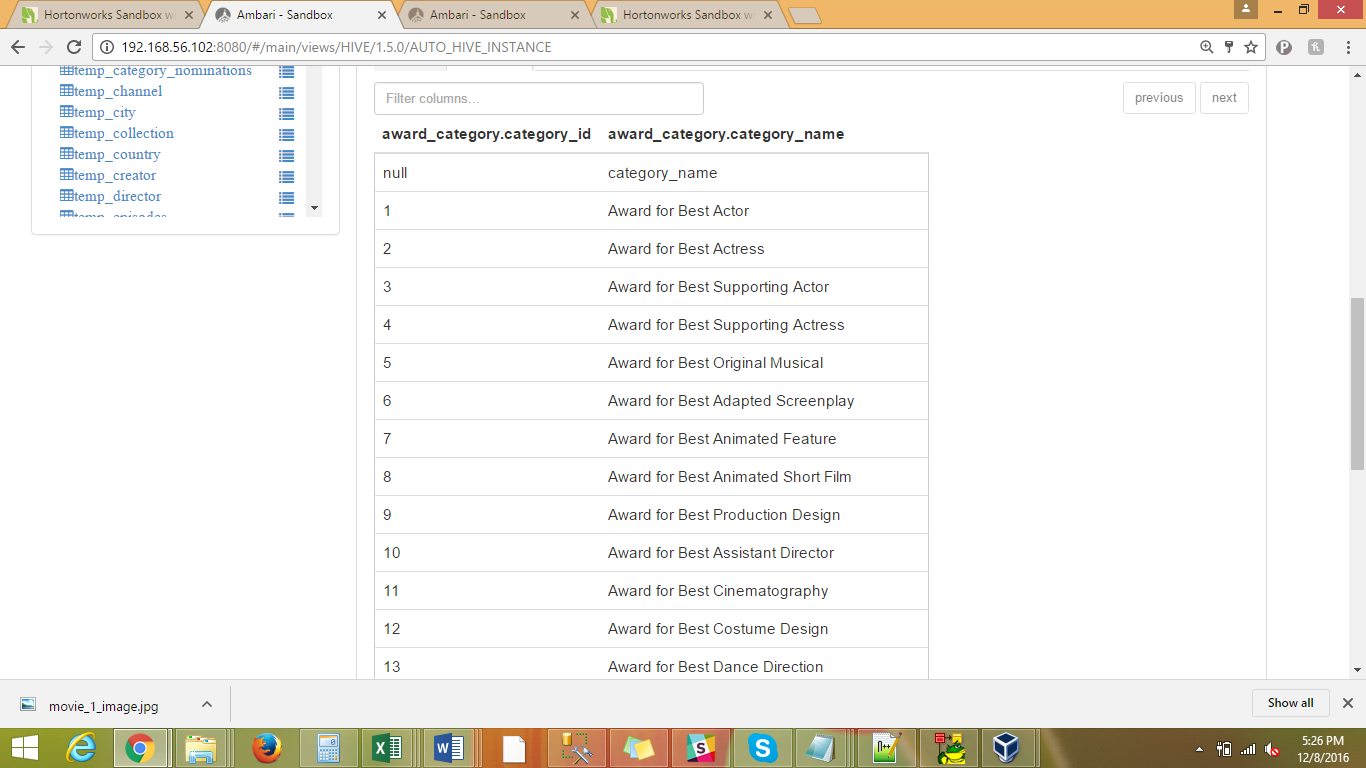 Hortonworks Sandbox w
Ambari - Sandbox
Ambari - Sandbox
Hortonworks Sandbox w
192.168.56.102:8080/#/main/views/HIVE/1.5.0/AUTO_HIVE_INSTANCE
temp_category_nominations
temp_channel
temp_city
temp_collection
temp_country
temp_creator
temp_director
temp_episodes
Filter columns...
previous
next
award_category.category_id award_category.category_name
null category_name
1 Award for Best Actor
2 Award for Best Actress
3 Award for Best Supporting Actor
4 Award for Best Supporting Actress
5 Award for Best Original Musical
6 Award for Best Adapted Screenplay
7 Award for Best Animated Feature
8 Award for Best Animated Short Film
9 Award for Best Production Design
10 Award for Best Assistant Director
11 Award for Best Cinematography
12 Award for Best Costume Design
13 Award for Best Dance Direction
movie_1_image.jpg
Show all
5:26 PM
12/8/2016